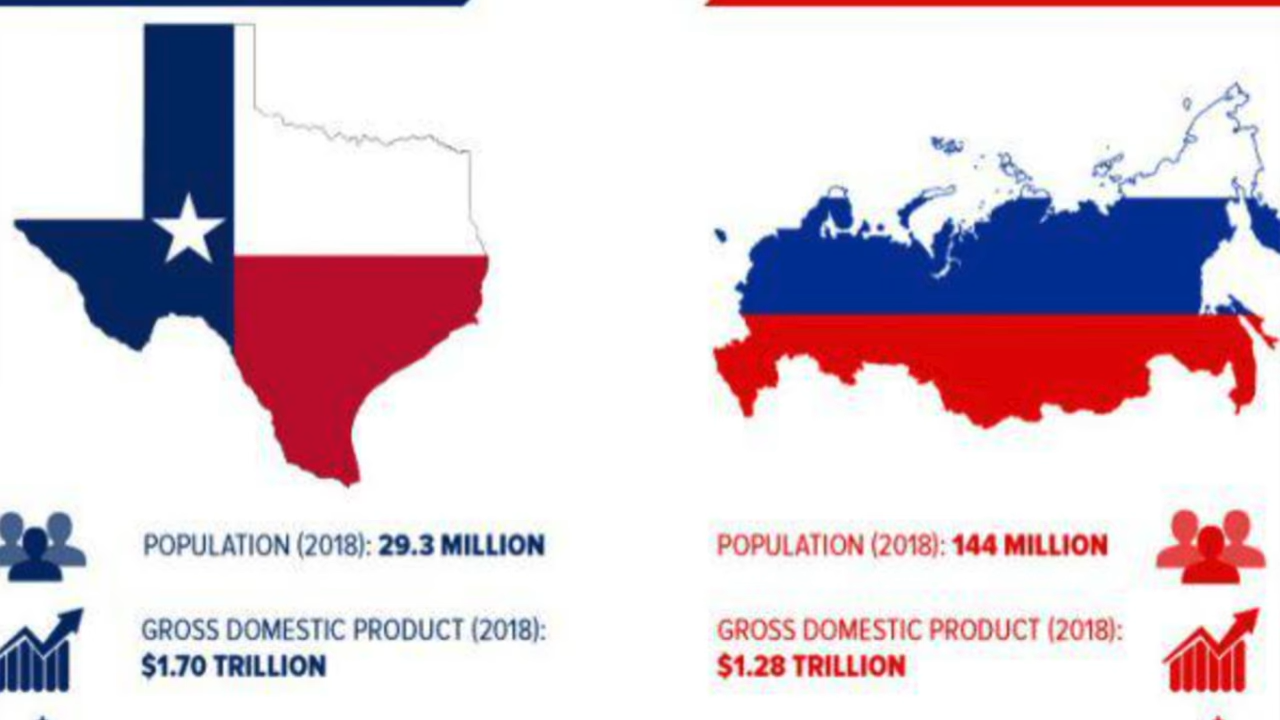 POPULATION (2018): 29.3 MILLION
GROSS DOMESTIC PRODUCT (2018):
$1.70 TRILLION
POPULATION (2018): 144 MILLION
GROSS DOMESTIC PRODUCT (2018):
$1.28 TRILLION